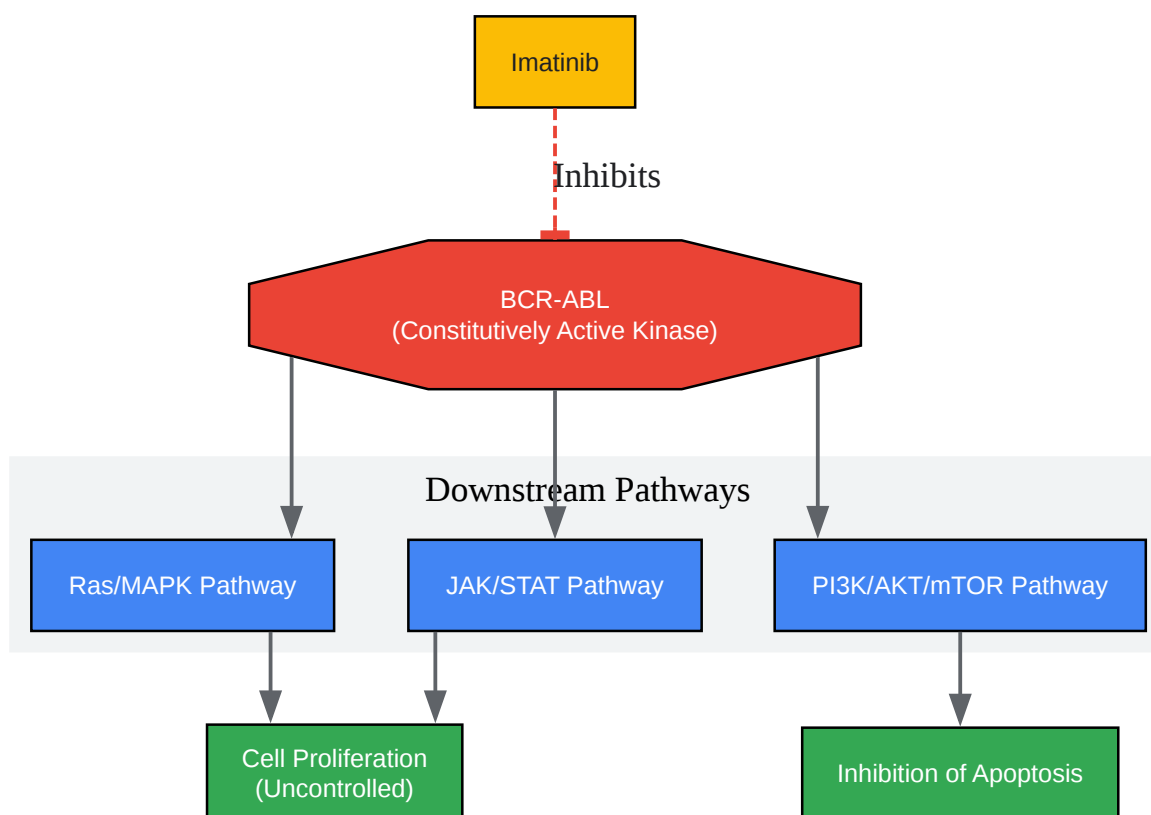 Imatinib
Inhibits
BCR-ABL
(Constitutively Active Kinase)
Downstream Pathways
Ras/MAPK Pathway
JAK/STAT Pathway
PI3K/AKT/mTOR Pathway
Cell Proliferation
(Uncontrolled)
Inhibition of Apoptosis